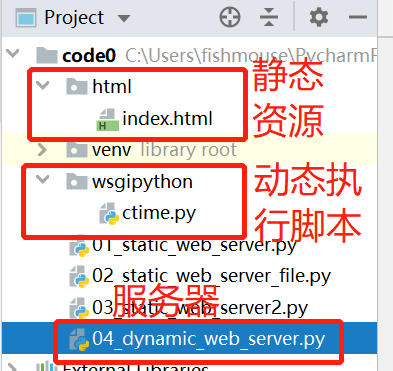 Project
code0 C:\Users\fishmouse\PycharmP
html
静态
资源
index.html
venv library root
wsgipython
动态执
行脚本
ctime.py
01_static_web_server.py
02_static_web_server_file.py
服务器
03_static_web_server2.py
04_dynamic_web_server.py
External Libraries